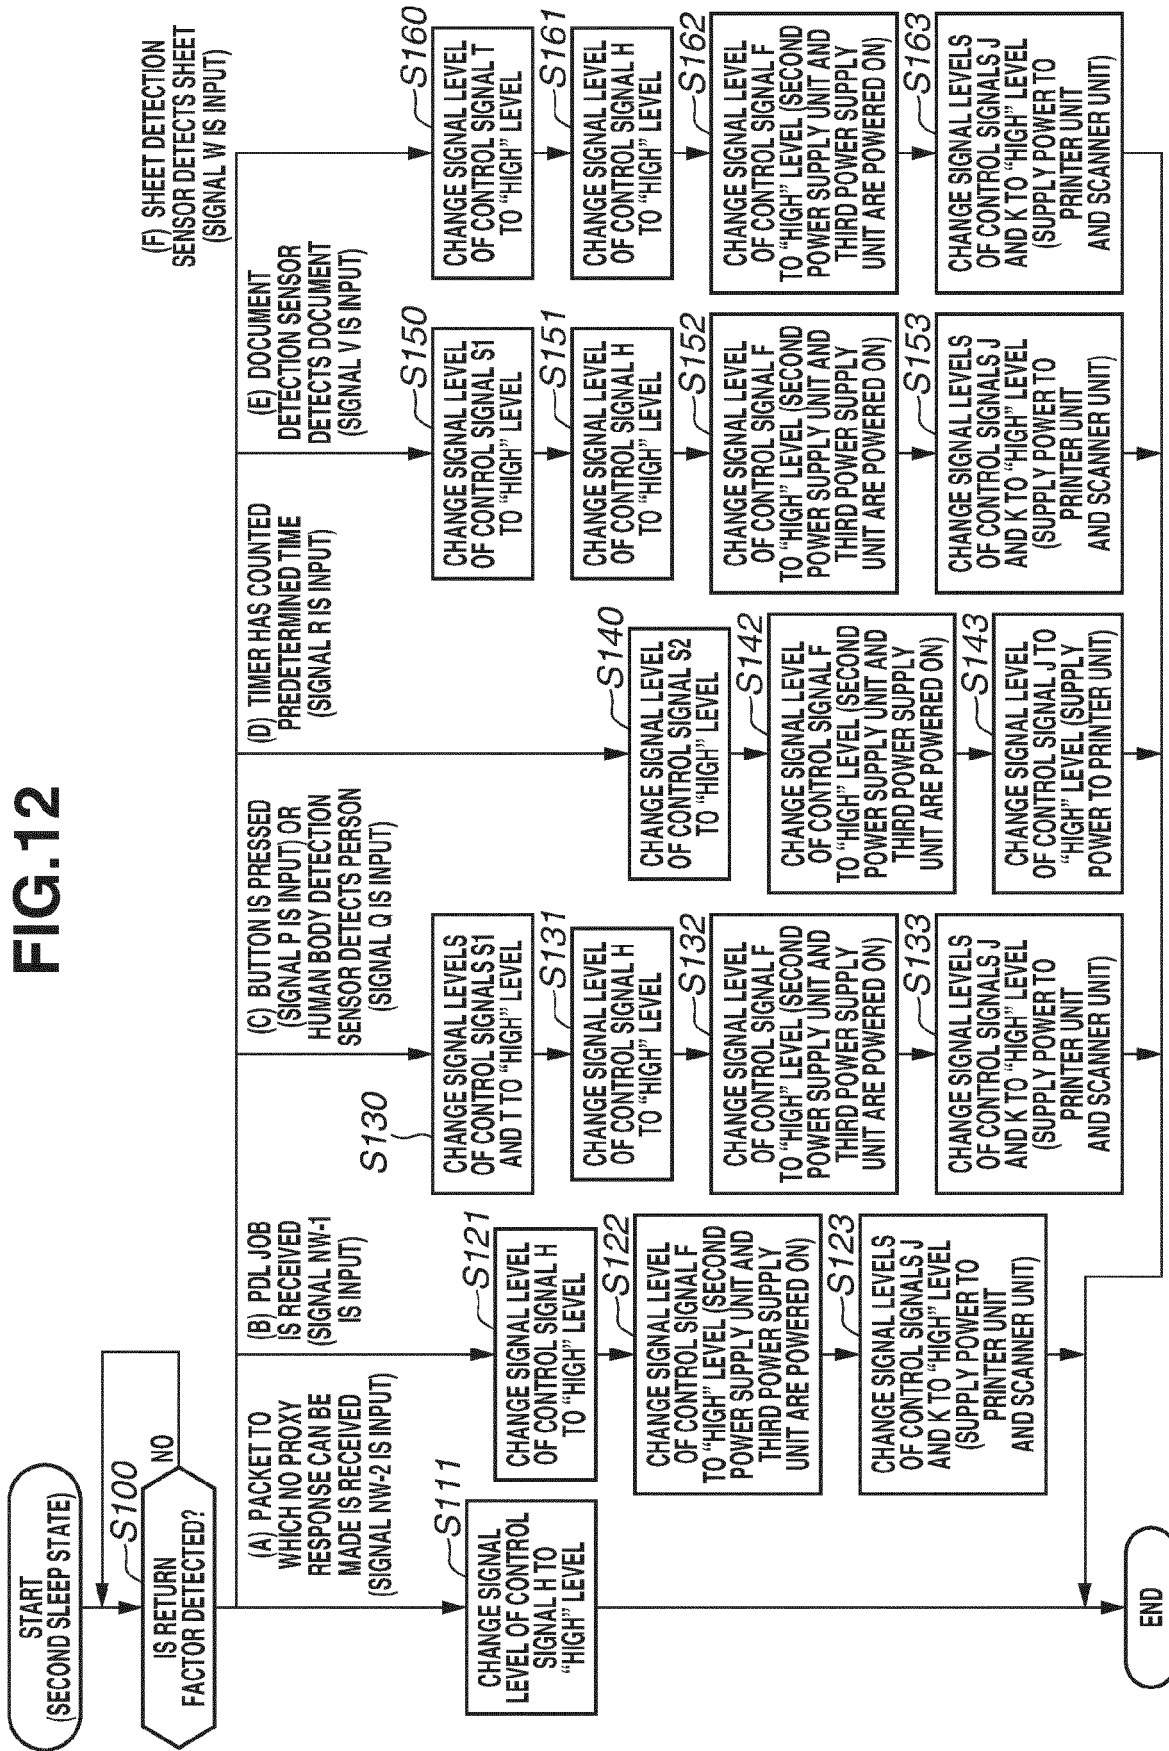 FIG.12
START
(SECOND SLEEP STATE)
S100
IS RETURN
FACTOR DETECTED?
NO
(A) PACKET TO
WHICH NO PROXY
RESPONSE CAN BE
MADE IS RECEIVED
(SIGNAL NW-2 IS INPUT)
S111
CHANGE SIGNAL
LEVEL OF CONTROL
SIGNAL H TO
“HIGH” LEVEL
(B) PDL JOB
IS RECEIVED
(SIGNAL NW-1
IS INPUT)
S121
CHANGE SIGNAL LEVEL
OF CONTROL SIGNAL H
TO “HIGH” LEVEL
S122
CHANGE SIGNAL LEVEL
OF CONTROL SIGNAL F
TO “HIGH” LEVEL (SECOND
POWER SUPPLY UNIT AND
THIRD POWER SUPPLY
UNIT ARE POWERED ON)
S123
CHANGE SIGNAL LEVELS
OF CONTROL SIGNALS J
AND K TO “HIGH” LEVEL
(SUPPLY POWER TO
PRINTER UNIT
AND SCANNER UNIT)
(C) BUTTON IS PRESSED
(SIGNAL P IS INPUT) OR
HUMAN BODY DETECTION
SENSOR DETECTS PERSON
(SIGNAL Q IS INPUT)
S130
CHANGE SIGNAL LEVELS
OF CONTROL SIGNALS S1
AND T TO “HIGH” LEVEL
S131
CHANGE SIGNAL LEVEL
OF CONTROL SIGNAL H
TO “HIGH” LEVEL
S132
CHANGE SIGNAL LEVEL
OF CONTROL SIGNAL F
TO “HIGH” LEVEL (SECOND
POWER SUPPLY UNIT AND
THIRD POWER SUPPLY
UNIT ARE POWERED ON)
S133
CHANGE SIGNAL LEVELS
OF CONTROL SIGNALS J
AND K TO “HIGH” LEVEL
(SUPPLY POWER TO
PRINTER UNIT
AND SCANNER UNIT)
(D) TIMER HAS COUNTED
PREDETERMINED TIME
(SIGNAL R IS INPUT)
S140
CHANGE SIGNAL LEVEL
OF CONTROL SIGNAL S2
TO “HIGH” LEVEL
S142
CHANGE SIGNAL LEVEL
OF CONTROL SIGNAL F
TO “HIGH” LEVEL (SECOND
POWER SUPPLY UNIT AND
THIRD POWER SUPPLY
UNIT ARE POWERED ON)
S143
CHANGE SIGNAL LEVEL
OF CONTROL SIGNAL J TO
“HIGH” LEVEL (SUPPLY
POWER TO PRINTER UNIT)
(E) DOCUMENT
DETECTION SENSOR
DETECTS DOCUMENT
(SIGNAL V IS INPUT)
S150
CHANGE SIGNAL LEVEL
OF CONTROL SIGNAL S1
TO “HIGH” LEVEL
S151
CHANGE SIGNAL LEVEL
OF CONTROL SIGNAL H
TO “HIGH” LEVEL
S152
CHANGE SIGNAL LEVEL
OF CONTROL SIGNAL F
TO “HIGH” LEVEL (SECOND
POWER SUPPLY UNIT AND
THIRD POWER SUPPLY
UNIT ARE POWERED ON)
S153
CHANGE SIGNAL LEVELS
OF CONTROL SIGNALS J
AND K TO “HIGH” LEVEL
(SUPPLY POWER TO
PRINTER UNIT
AND SCANNER UNIT)
(F) SHEET DETECTION
SENSOR DETECTS SHEET
(SIGNAL W IS INPUT)
S160
CHANGE SIGNAL LEVEL
OF CONTROL SIGNAL T
TO “HIGH” LEVEL
S161
CHANGE SIGNAL LEVEL
OF CONTROL SIGNAL H
TO “HIGH” LEVEL
S162
CHANGE SIGNAL LEVEL
OF CONTROL SIGNAL F
TO “HIGH” LEVEL (SECOND
POWER SUPPLY UNIT AND
THIRD POWER SUPPLY
UNIT ARE POWERED ON)
S163
CHANGE SIGNAL LEVELS
OF CONTROL SIGNALS J
AND K TO “HIGH” LEVEL
(SUPPLY POWER TO
PRINTER UNIT
AND SCANNER UNIT)
END